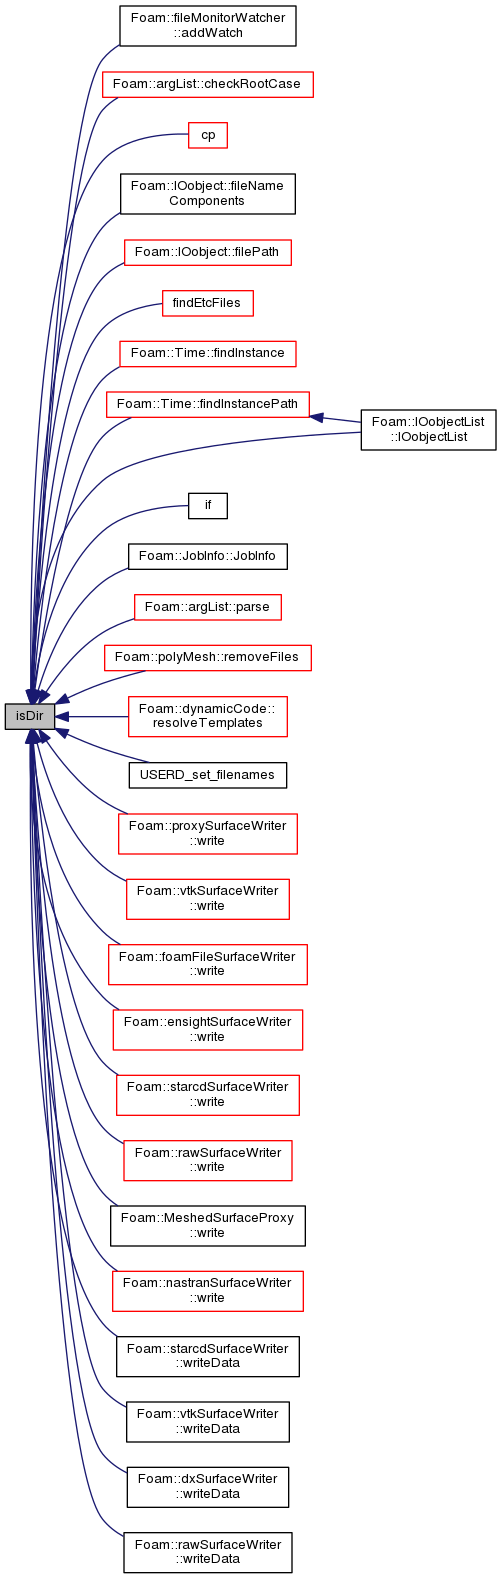 Foam::fileMonitorWatcher
::addWatch
Foam::argList::checkRootCase
cp
Foam::IOobject::fileName
Components
Foam::IOobject::filePath
findEtcFiles
Foam::Time::findInstance
Foam::Time::findInstancePath
Foam::IOobjectList
::IOobjectList
if
Foam::JobInfo::JobInfo
Foam::argList::parse
Foam::polyMesh::removeFiles
isDir
Foam::dynamicCode::
resolveTemplates
USERD_set_filenames
Foam::proxySurfaceWriter
::write
Foam::vtkSurfaceWriter
::write
Foam::foamFileSurfaceWriter
::write
Foam::ensightSurfaceWriter
::write
Foam::starcdSurfaceWriter
::write
Foam::rawSurfaceWriter
::write
Foam::MeshedSurfaceProxy
::write
Foam::nastranSurfaceWriter
::write
Foam::starcdSurfaceWriter
::writeData
Foam::vtkSurfaceWriter
::writeData
Foam::dxSurfaceWriter
::writeData
Foam::rawSurfaceWriter
::writeData